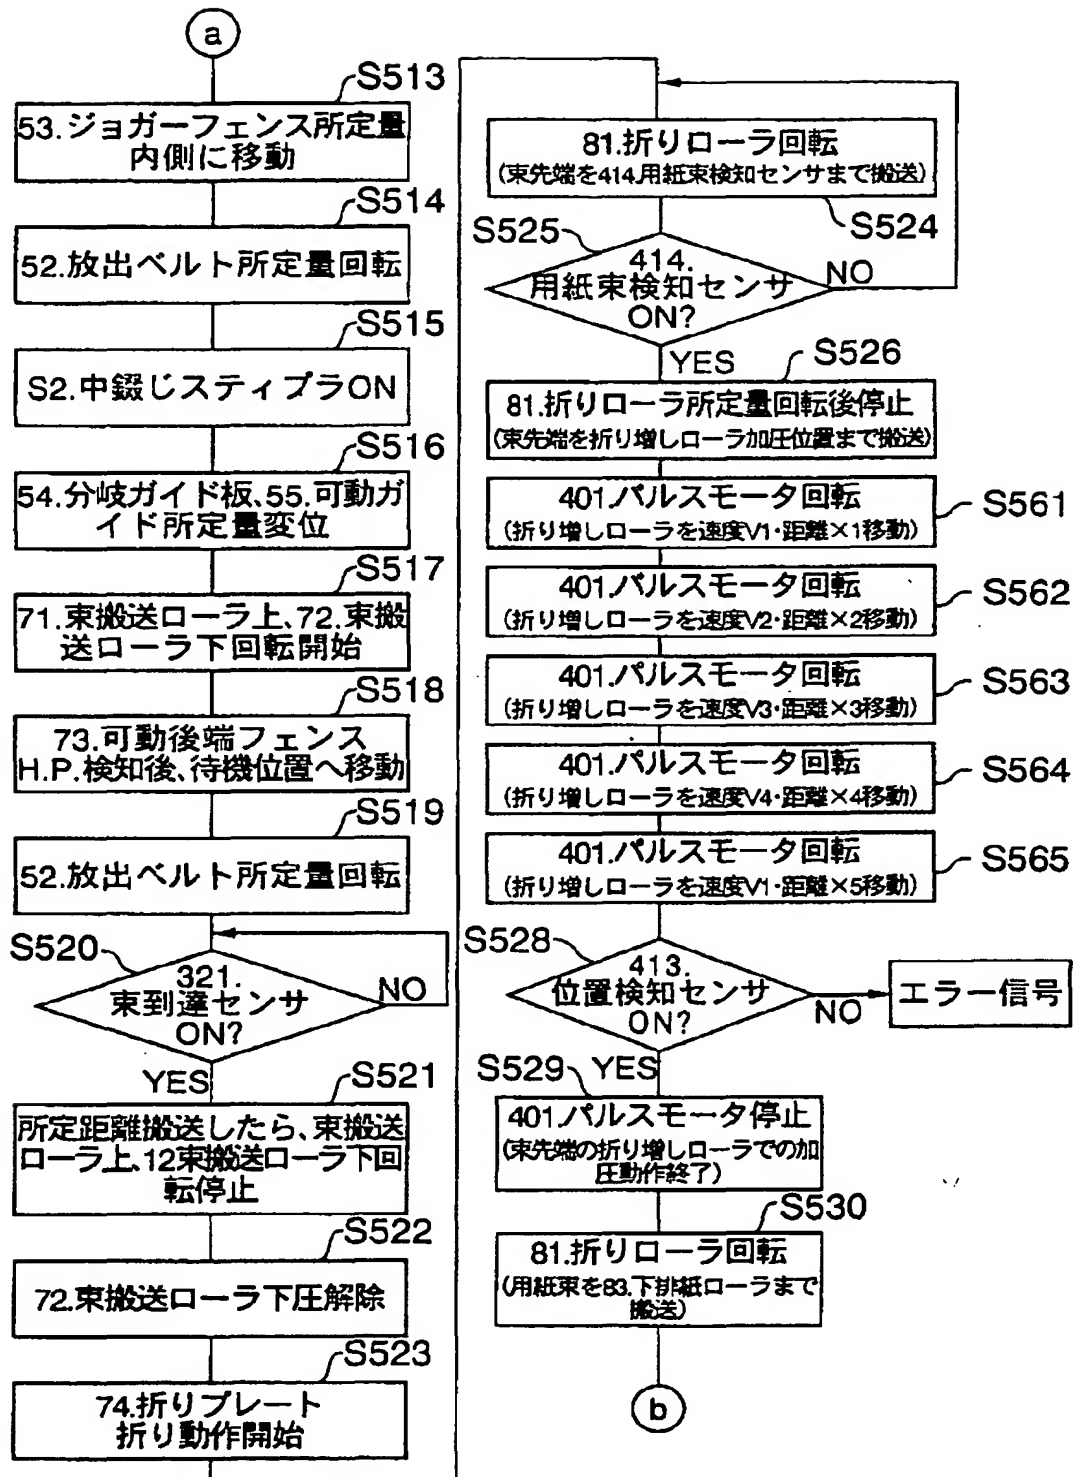 a
S513
53.ジョガーフェンス所定量
内側に移動
S514
52.放出ベルト所定量回転
S515
S2.中綴じスティプラON
S516
54.分岐ガイド板、55.可動ガ
イド所定量変位
S517
71.束搬送ローラ上、72.束搬
送ローラ下回転開始
S518
73.可動後端フェンス
H.P.検知後、待機位置へ移動
S519
52.放出ベルト所定量回転
S520
321.
束到達センサ
ON?
NO
YES
S521
所定距離搬送したら、束搬送
ローラ上、12束搬送ローラ下回
転停止
S522
72.束搬送ローラ下圧解除
S523
74.折りプレート
折り動作開始
81.折りローラ回転
(束先端を414.用紙束検知センサまで搬送)
S524
S525
414.
用紙束検知センサ
ON?
NO
YES
S526
81.折りローラ所定量回転後停止
(束先端を折り増しローラ加圧位置まで搬送)
401.パルスモータ回転
(折り増しローラを速度V1・距離×1移動)
S561
401.パルスモータ回転
(折り増しローラを速度V2・距離×2移動)
S562
401.パルスモータ回転
(折り増しローラを速度V3・距離×3移動)
S563
401.パルスモータ回転
(折り増しローラを速度V4・距離×4移動)
S564
401.パルスモータ回転
(折り増しローラを速度V1・距離×5移動)
S565
S528
413.
位置検知センサ
ON?
NO
エラー信号
YES
S529
401.パルスモータ停止
(束先端の折り増しローラでの加
圧動作終了)
S530
81.折りローラ回転
(用紙束を83.下排紙ローラまで
搬送)
b